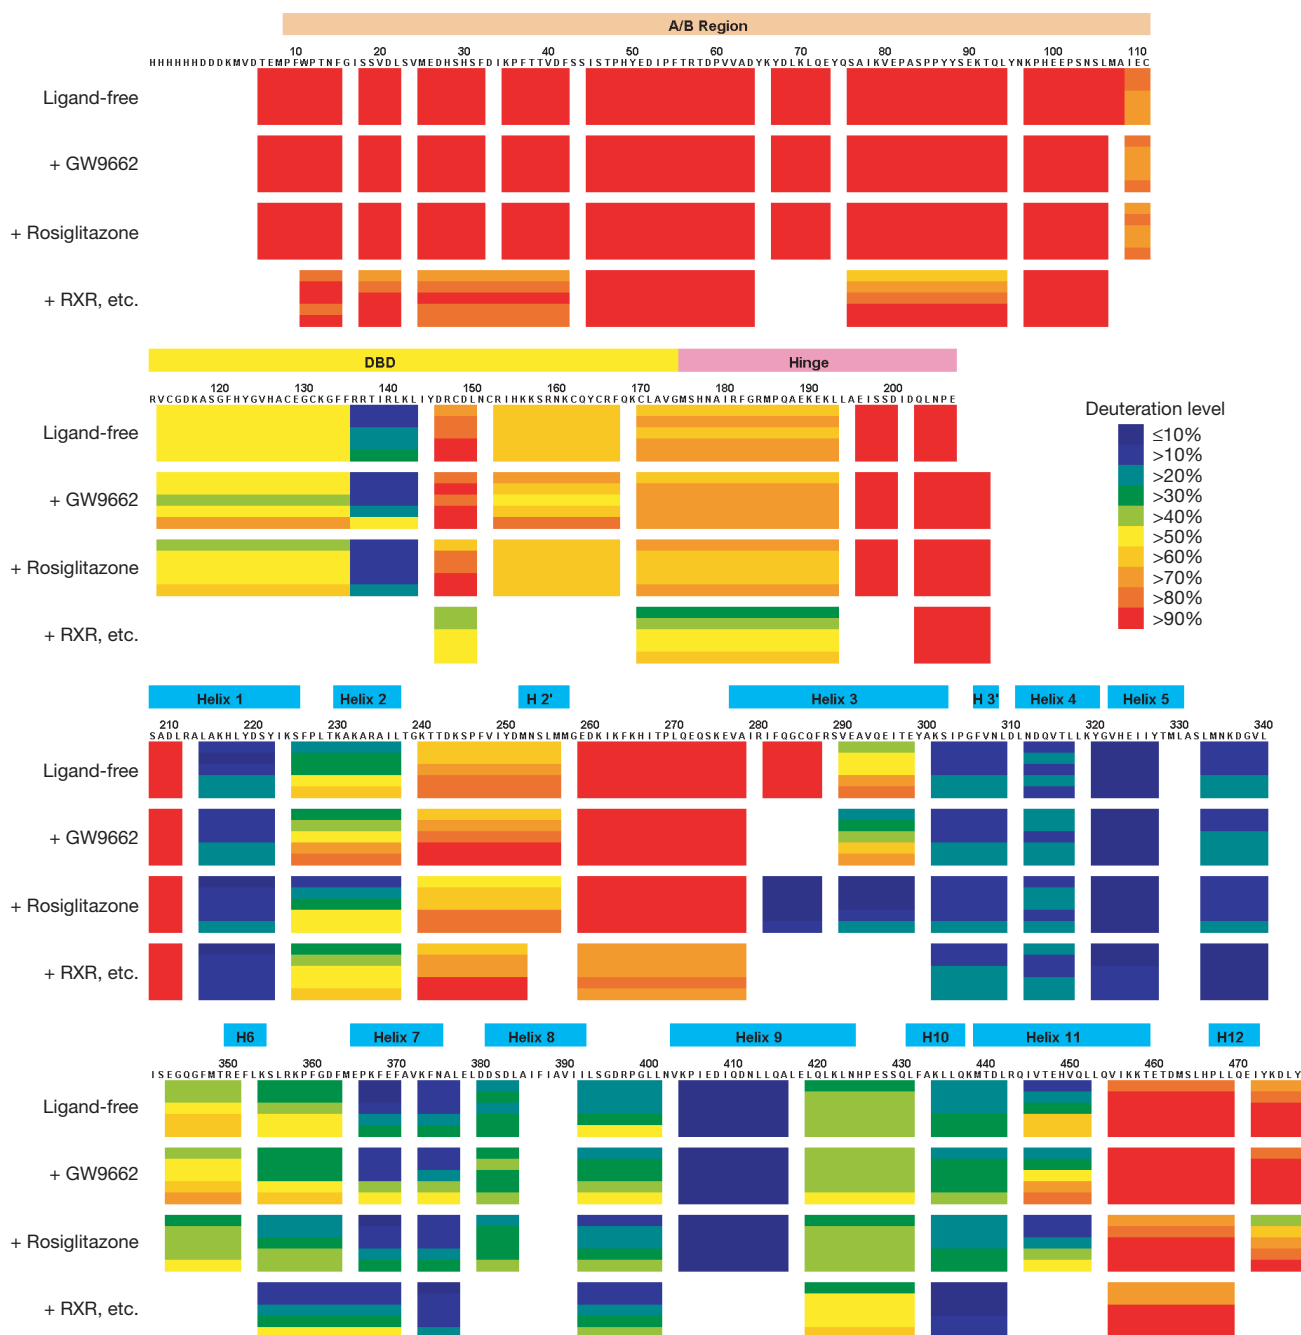 A/B Region
10 20 30 40 50 60 70 80 90 100 110
HHHHHHDDDKMVDTEMPFWPTNFGISSVDLSVMEDHSHSFDIKPFTTVDFSSISTPHYEDIPFTRTDPVVADYKYDLKLQEYQSAIKVEPASPPYYSEKTQLYNKPHEEPSNSLMAIEC
Ligand-free
+ GW9662
+ Rosiglitazone
+ RXR, etc.
DBD Hinge
120 130 140 150 160 170 180 190 200
RVCGDKASGFHYGVHACEGCKGFFRRTIRLKLIYDRCDLNCRIHKKSRNKCQYCRFQKCLAVGMSHNAIRFGRMPQAEKEKLLAEISSDIDQLNPE
Ligand-free
+ GW9662
+ Rosiglitazone
+ RXR, etc.
Deuteration level
≤10%
>10%
>20%
>30%
>40%
>50%
>60%
>70%
>80%
>90%
Helix 1 Helix 2 H 2' Helix 3 H 3' Helix 4 Helix 5
210 220 230 240 250 260 270 280 290 300 310 320 330 340
SADLRALAKHLYDSYIKSFPLTKAKARAILTGKTTDKSPFVIYDMNSLMMGEDKIKFKHITPLQEQSKEVAIRIFQGCQFRSVEAVQEITEYAKSIPGFVNLDLNDQVTLLKYGVHEIIYTMLASLMNKDGVL
Ligand-free
+ GW9662
+ Rosiglitazone
+ RXR, etc.
H6 Helix 7 Helix 8 Helix 9 H10 Helix 11 H12
350 360 370 380 390 400 410 420 430 440 450 460 470
ISEGQGFMTREFLKSLRKPFGDFMEPKFEFAVKFNALELDDSDLAIFIAVIILSGDRPGLLNVKPIEDIQDNLLQALELQLKLNHPESSQLFAKLLQKMTDLRQIVTEHVQLLQVIKKTETDMSLHPLLQEIYKDLY
Ligand-free
+ GW9662
+ Rosiglitazone
+ RXR, etc.